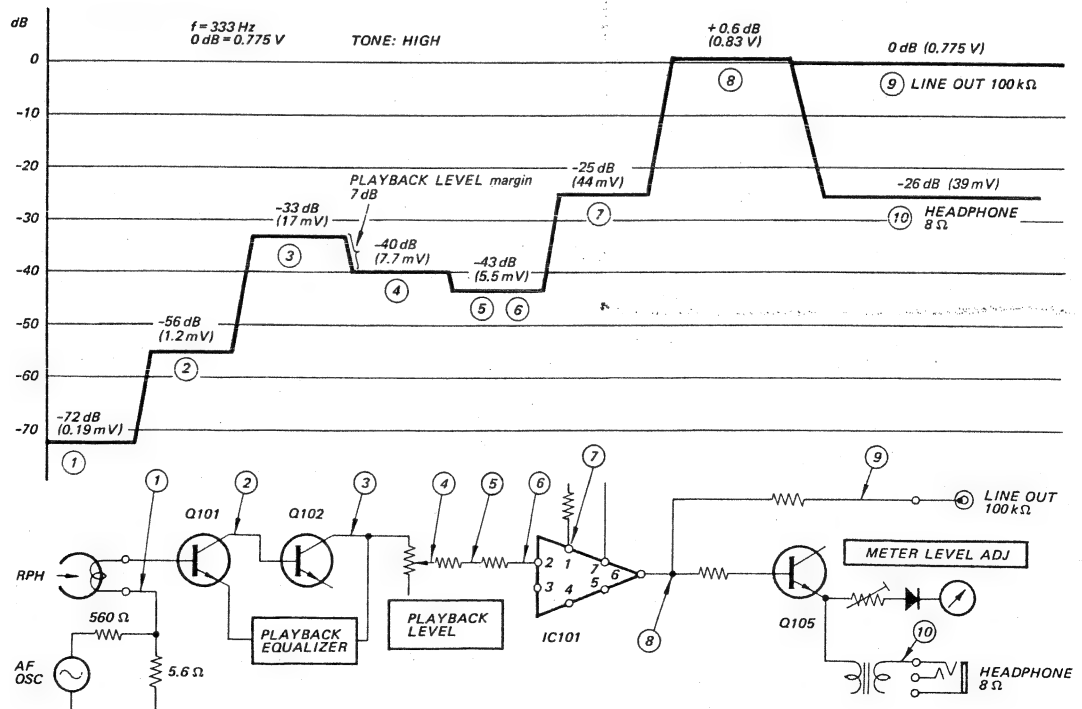 dB
f = 333 Hz
0 dB = 0.775 V
TONE: HIGH
+ 0.6 dB
(0.83 V)
0 dB (0.775 V)
0
8
9 LINE OUT 100 kΩ
-10
-20
-25 dB
(44 mV)
PLAYBACK LEVEL margin
7 dB
-26 dB (39 mV)
-30
-33 dB
(17 mV)
7
10 HEADPHONE
8 Ω
3
-40 dB
(7.7 mV)
-43 dB
(5.5 mV)
-40
4
5 6
-50
-56 dB
(1.2 mV)
2
-60
-70
-72 dB
(0.19 mV)
1
1
2
3
4
5
6
7
9
Q101
Q102
LINE OUT
100 kΩ
RPH
2
1
7
6
3
4
5
IC101
METER LEVEL ADJ
560 Ω
PLAYBACK
EQUALIZER
PLAYBACK
LEVEL
8
Q105
10
AF
OSC
5.6 Ω
HEADPHONE
8 Ω